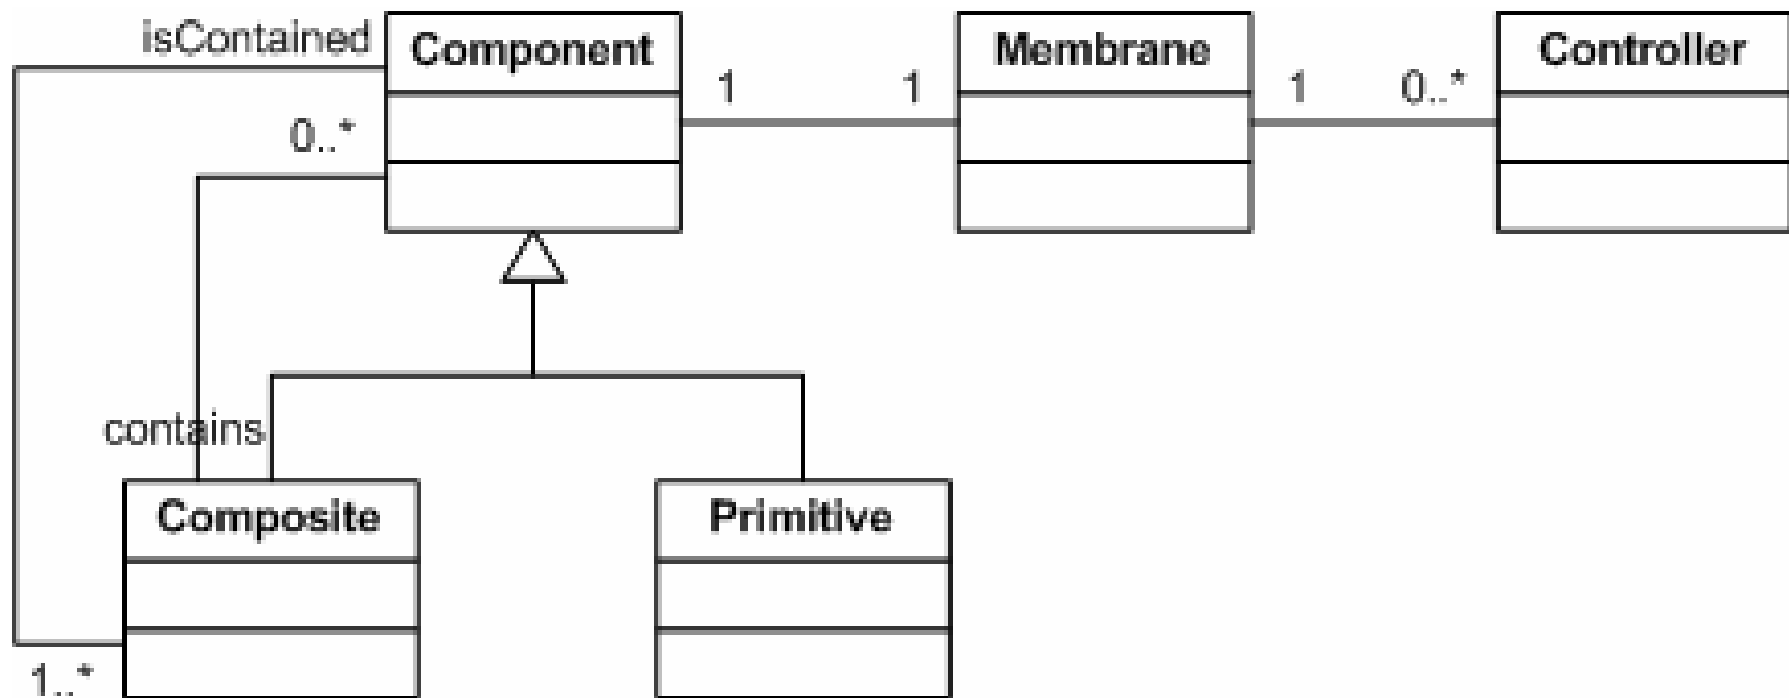 isContained
Component
Membrane
Controller
1
1
1
0..*
0..*
contains
Composite
Primitive
1..*